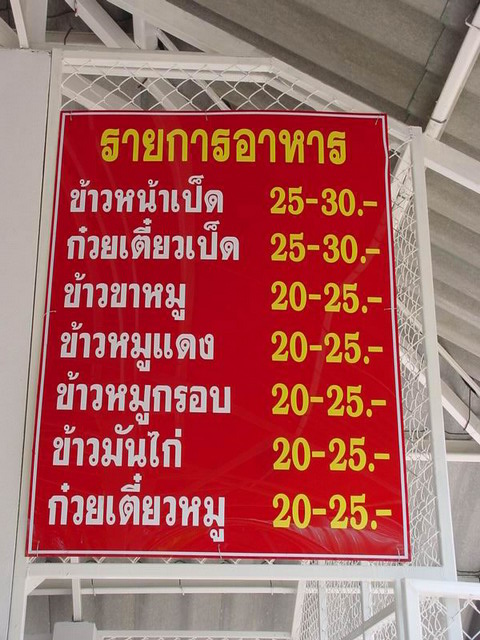 รายการอาหาร
ข้าวหน้าเป็ด 25-30.-
ก๋วยเตี๋ยวเป็ด 25-30.-
ข้าวขาหมู 20-25.-
ข้าวหมูแดง 20-25.-
ข้าวหมูกรอบ 20-25.-
ข้าวมันไก่ 20-25.-
ก๋วยเตี๋ยวหมู 20-25.-